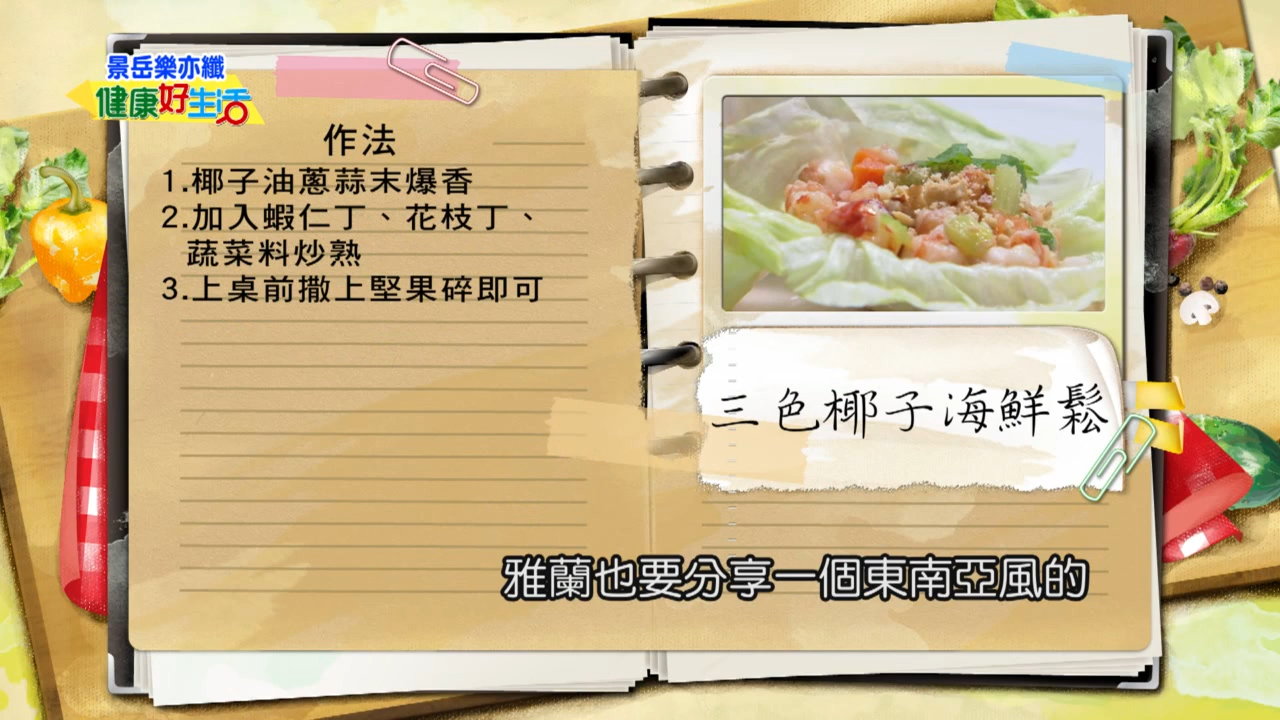 景岳樂亦纖
健康好生活
作法
1.椰子油蔥蒜末爆香
2.加入蝦仁丁、花枝丁、
蔬菜料炒熟
3.上桌前撒上堅果碎即可
三色椰子海鮮鬆
雅蘭也要分享一個東南亞風的